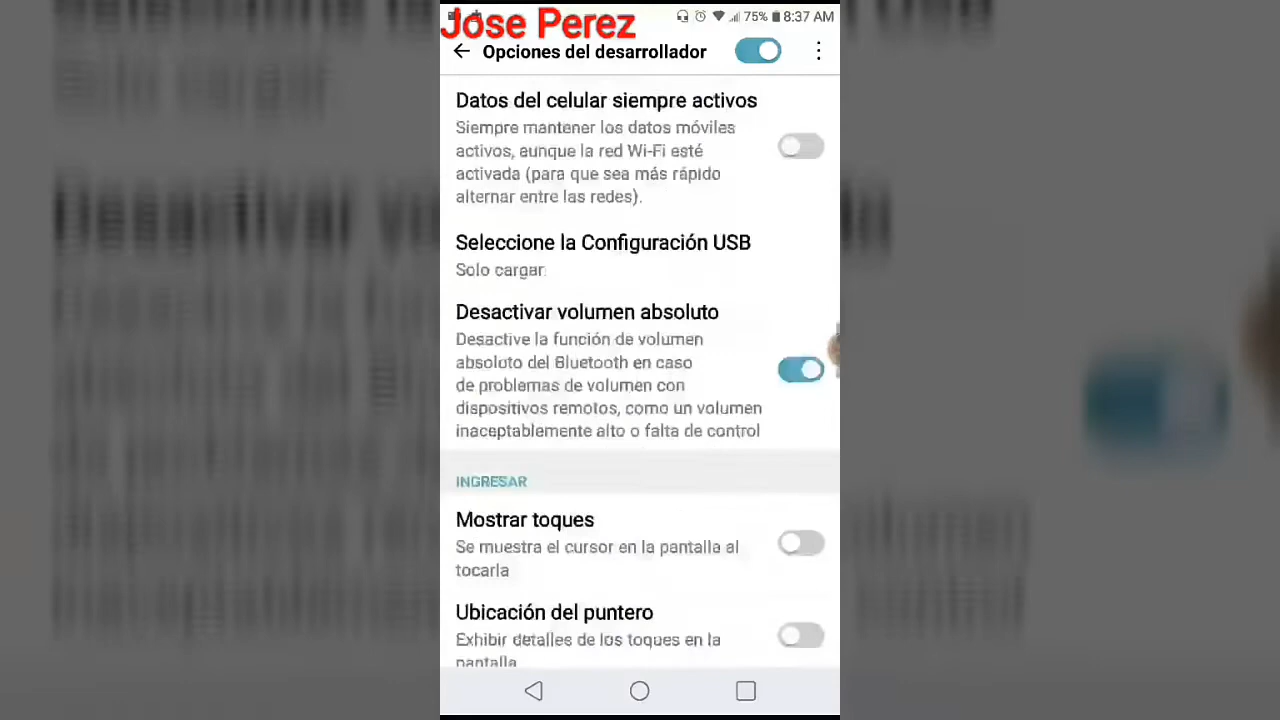 Jose Perez
75% 8:37 AM
Opciones del desarrollador
Datos del celular siempre activos
Siempre mantener los datos móviles
activos, aunque la red Wi-Fi esté
activada (para que sea más rápido
alternar entre las redes).
Seleccione la Configuración USB
Solo cargar
Desactivar volumen absoluto
Desactive la función de volumen
absoluto del Bluetooth en caso
de problemas de volumen con
dispositivos remotos, como un volumen
inaceptablemente alto o falta de control
INGRESAR
Mostrar toques
Se muestra el cursor en la pantalla al
tocarla
Ubicación del puntero
Exhibir detalles de los toques en la
pantalla